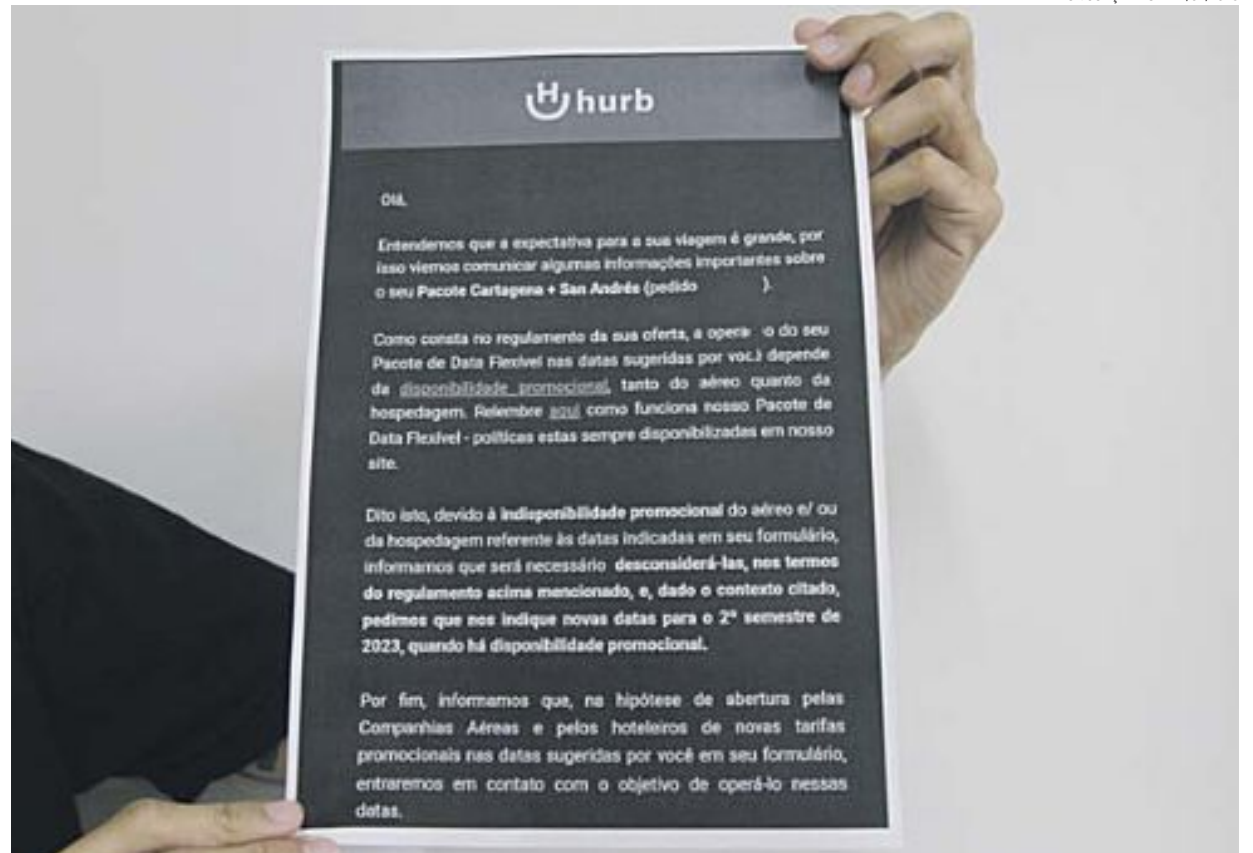 hurb
Olá,
Entendemos que a expectativa para a sua viagem é grande, por
isso viemos comunicar algumas informações importantes sobre
o seu Pacote Cartagena + San Andrés (pedido ).
Como consta no regulamento da sua oferta, a opera o do seu
Pacote de Data Flexível nas datas sugeridas por você depende
da disponibilidade promocional, tanto do aéreo quanto da
hospedagem. Relembre aqui como funciona nosso Pacote de
Data Flexível - políticas estas sempre disponibilizadas em nosso
site.
Dito isto, devido à indisponibilidade promocional do aéreo e/ ou
da hospedagem referente às datas indicadas em seu formulário,
informamos que será necessário desconsiderá-las, nos termos
do regulamento acima mencionado, e, dado o contexto citado,
pedimos que nos indique novas datas para o 2º semestre de
2023, quando há disponibilidade promocional.
Por fim, informamos que, na hipótese de abertura pelas
Companhias Aéreas e pelos hoteleiros de novas tarifas
promocionais nas datas sugeridas por você em seu formulário,
entraremos em contato com o objetivo de operá-lo nessas
datas.